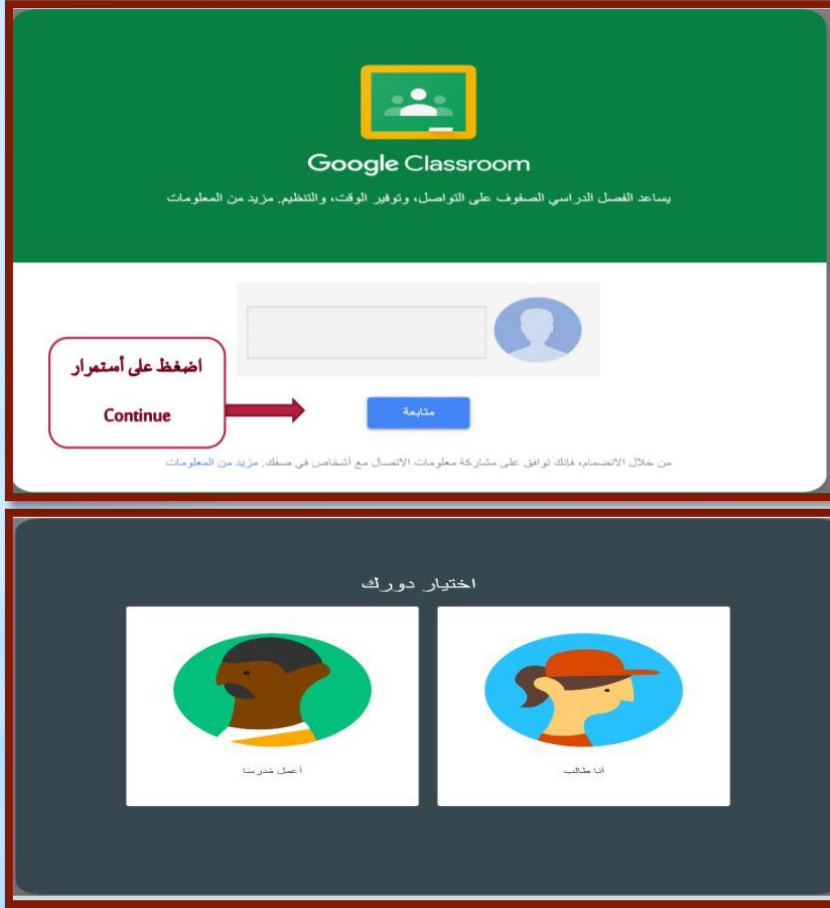 Google Classroom
يساعد الفصل الدراسي الصفوف على التواصل، وتوفير الوقت، والتنظيم. مزيد من المعلومات
اضغظ على أستمرار
Continue
متابعة
من خلال الانضمام، فإنك توافق على مشاركة معلومات الاتصال مع أشخاص في صفك. مزيد من المعلومات
اختيار دورك
أنا طالب
أعمل مُدرسًا